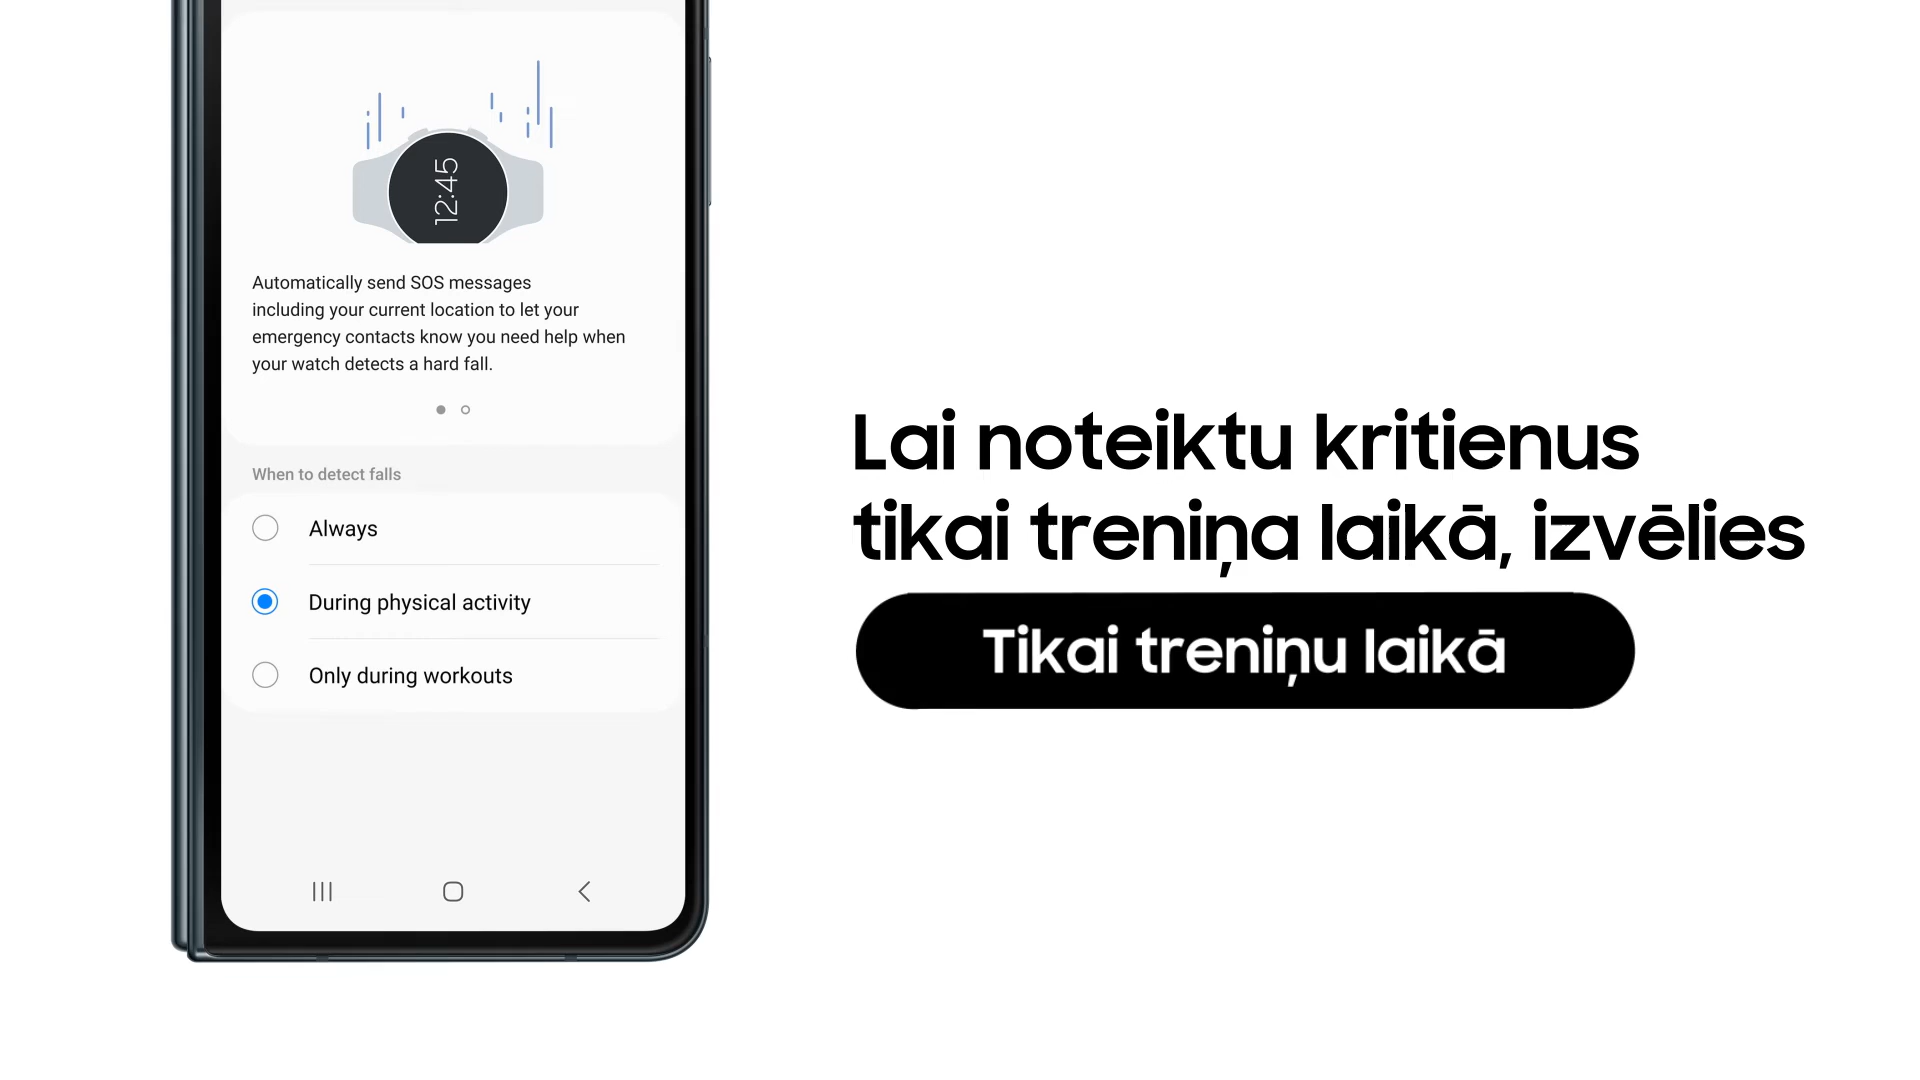 12:45
Automatically send SOS messages
including your current location to let your
emergency contacts know you need help when
your watch detects a hard fall.
When to detect falls
Always
During physical activity
Only during workouts
Lai noteiktu kritienus
tikai treniņa laikā, izvēlies
Tikai treniņu laikā